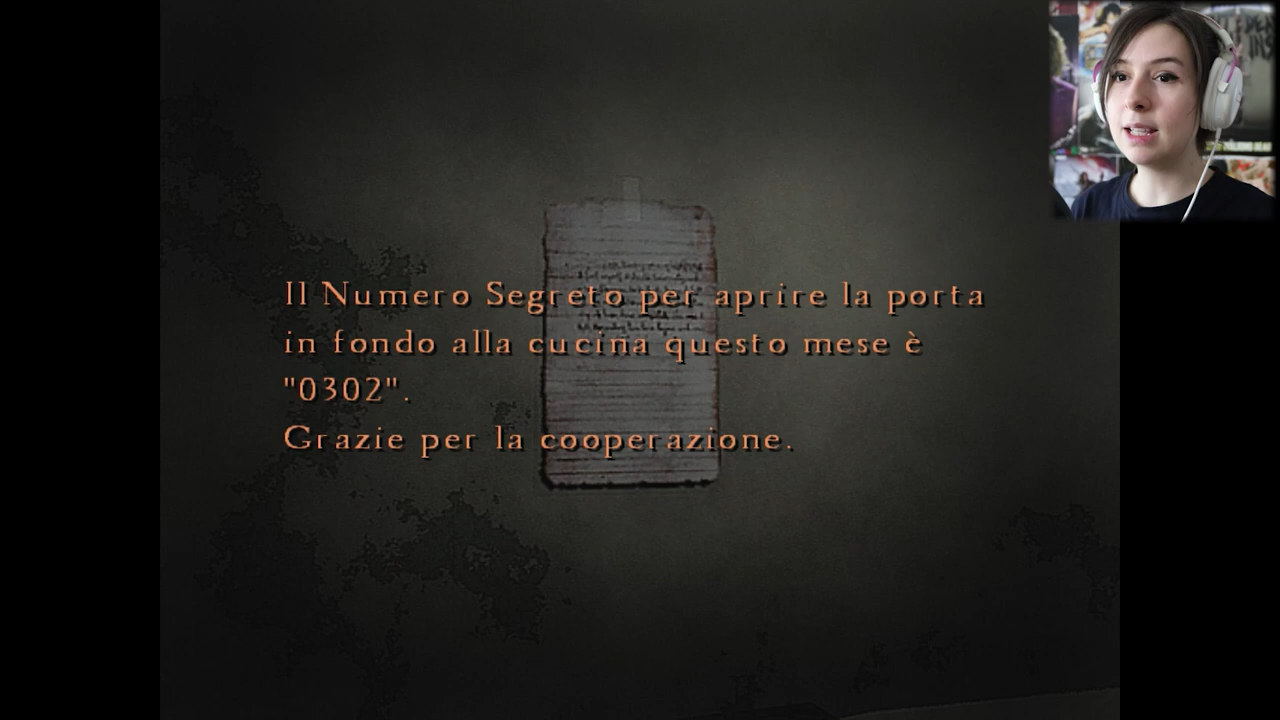 Il Numero Segreto per aprire la porta
in fondo alla cucina questo mese è
"0302".
Grazie per la cooperazione.